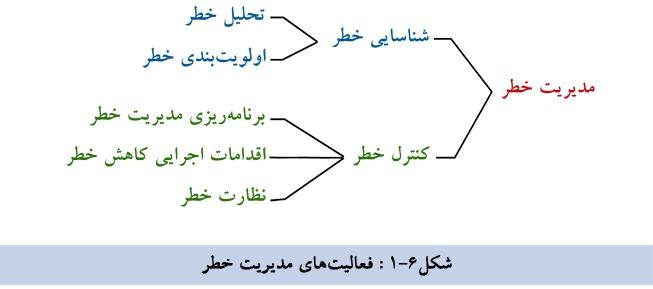 مدیریت خطر
شناسایی خطر
تحلیل خطر
اولویت‌بندی خطر
کنترل خطر
برنامه‌ریزی مدیریت خطر
اقدامات اجرایی کاهش خطر
نظارت خطر
شکل۶-۱ : فعالیت‌های مدیریت خطر